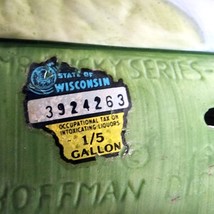 SERIES
STATE OF
WISCONSIN
3924263
OCCUPATIONAL TAX ON
INTOXICATING LIQUORS
1/5
GALLON
HOFFMAN